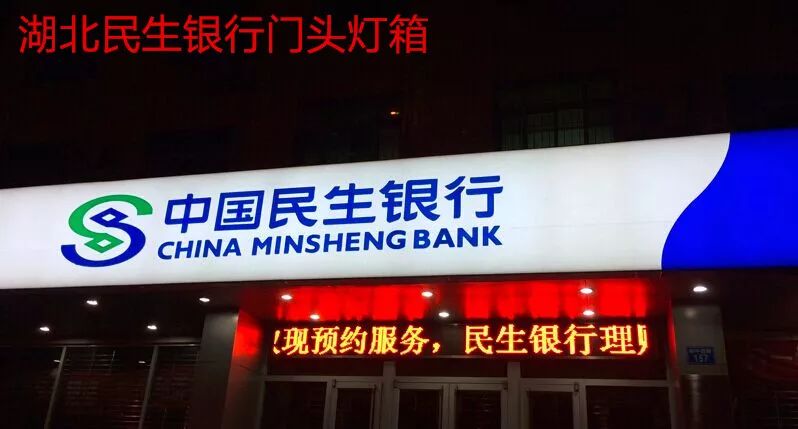 湖北民生银行门头灯箱
中国民生银行
CHINA MINSHENG BANK
现预约服务，民生银行理
157